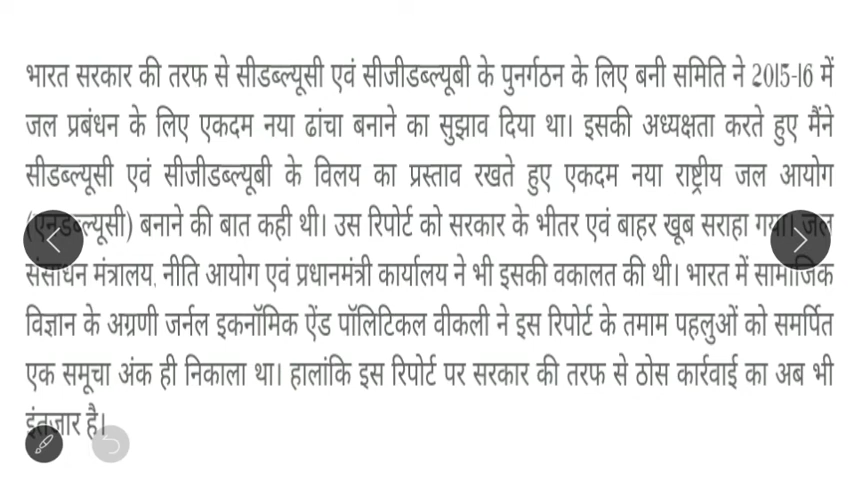 भारत सरकार की तरफ से सीडब्ल्यूसी एवं सीजीडब्ल्यूबी के पुनर्गठन के लिए बनी समिति ने 2015-16 में
जल प्रबंधन के लिए एकदम नया ढांचा बनाने का सुझाव दिया था। इसकी अध्यक्षता करते हुए मैंने
सीडब्ल्यूसी एवं सीजीडब्ल्यूबी के विलय का प्रस्ताव रखते हुए एकदम नया राष्ट्रीय जल आयोग
(एनडब्ल्यूसी) बनाने की बात कही थी। उस रिपोर्ट को सरकार के भीतर एवं बाहर खूब सराहा गया। जल
संसाधन मंत्रालय, नीति आयोग एवं प्रधानमंत्री कार्यालय ने भी इसकी वकालत की थी। भारत में सामाजिक
विज्ञान के अग्रणी जर्नल इकनॉमिक ऐंड पॉलिटिकल वीकली ने इस रिपोर्ट के तमाम पहलुओं को समर्पित
एक समूचा अंक ही निकाला था। हालांकि इस रिपोर्ट पर सरकार की तरफ से ठोस कार्रवाई का अब भी
इंतजार है।